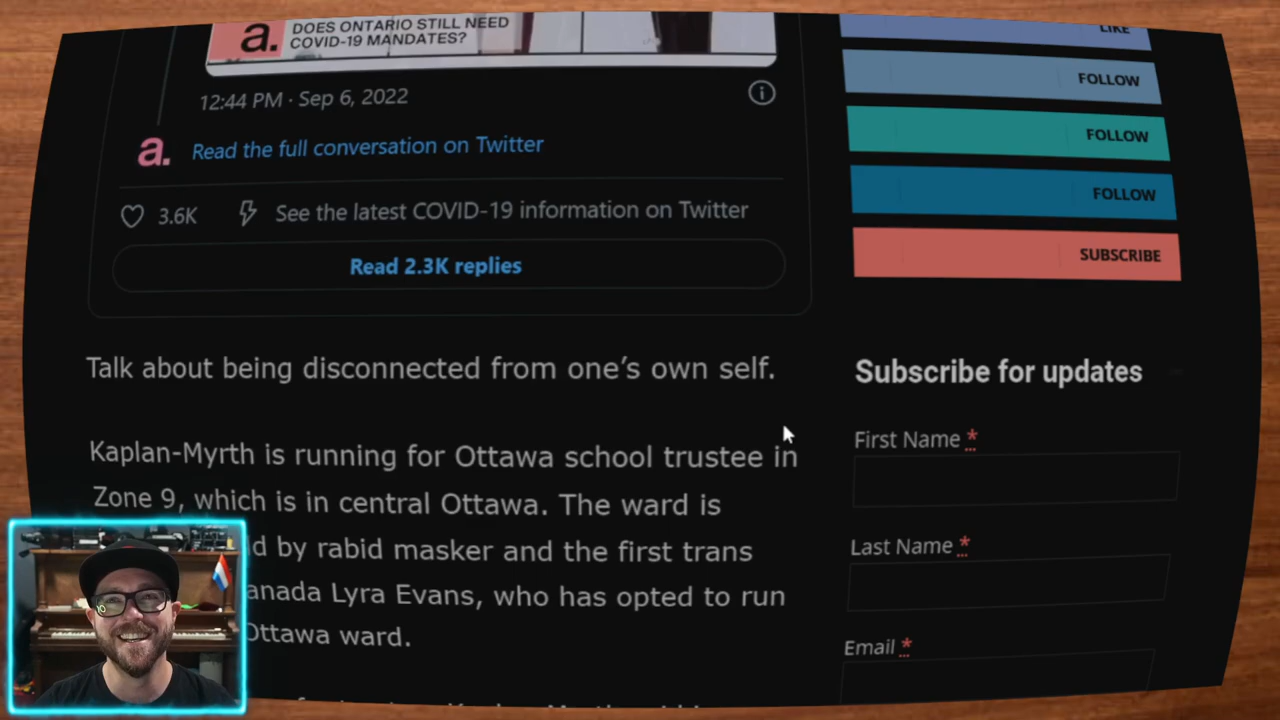 a.
DOES ONTARIO STILL NEED
COVID-19 MANDATES?
12:44 PM · Sep 6, 2022
a.
Read the full conversation on Twitter
3.6K
See the latest COVID-19 information on Twitter
Read 2.3K replies
Talk about being disconnected from one’s own self.
Kaplan-Myrth is running for Ottawa school trustee in
Zone 9, which is in central Ottawa. The ward is
by rabid masker and the first trans
Lyra Evans, who has opted to run
Ottawa ward.
LIKE
FOLLOW
FOLLOW
FOLLOW
SUBSCRIBE
Subscribe for updates
First Name *
Last Name *
Email *